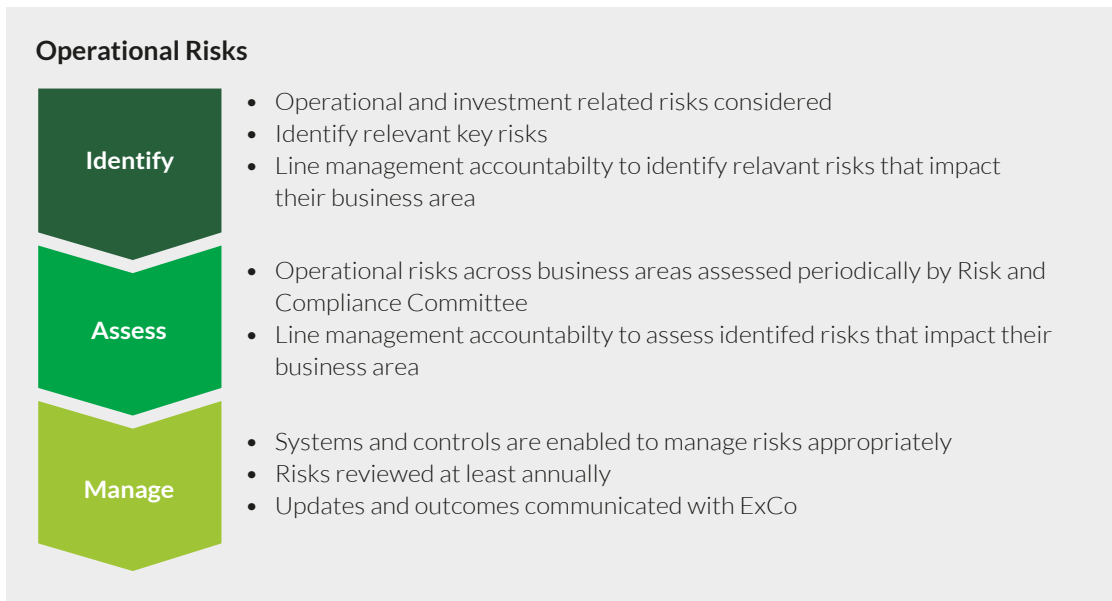 Operational Risks
Identify
• Operational and investment related risks considered
• Identify relevant key risks
• Line management accountabilty to identify relavant risks that impact
their business area
Assess
• Operational risks across business areas assessed periodically by Risk and
Compliance Committee
• Line management accountabilty to assess identifed risks that impact their
business area
Manage
• Systems and controls are enabled to manage risks appropriately
• Risks reviewed at least annually
• Updates and outcomes communicated with ExCo